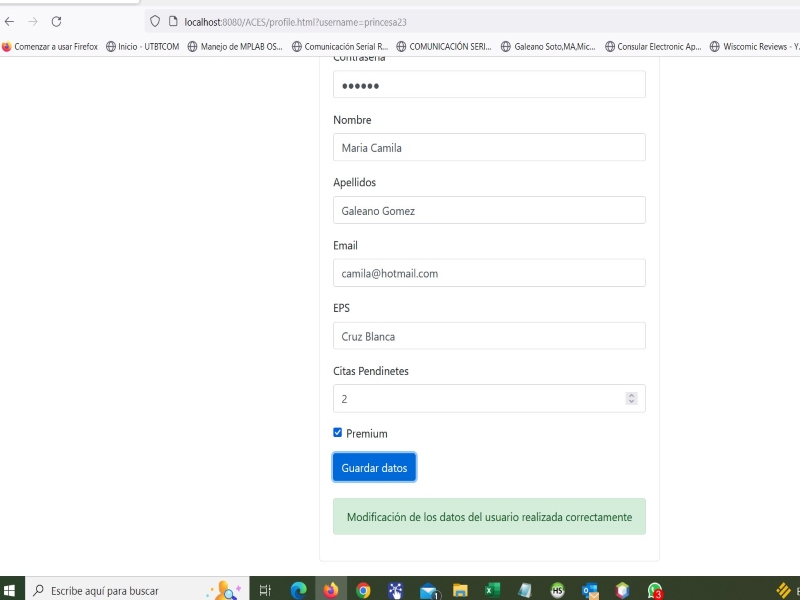 localhost:8080/ACES/profile.html?username=princesa23
Comenzar a usar Firefox Inicio - UTBTCOM Manejo de MPLAB OS... Comunicación Serial R... COMUNICACIÓN SERI... Galeano Soto,MA,Mic... Consular Electronic Ap... Wiscomic Reviews - Y.
Contraseña
Nombre
Maria Camila
Apellidos
Galeano Gomez
Email
camila@hotmail.com
EPS
Cruz Blanca
Citas Pendinetes
2
Premium
Guardar datos
Modificación de los datos del usuario realizada correctamente
Escribe aquí para buscar
1
HS
3